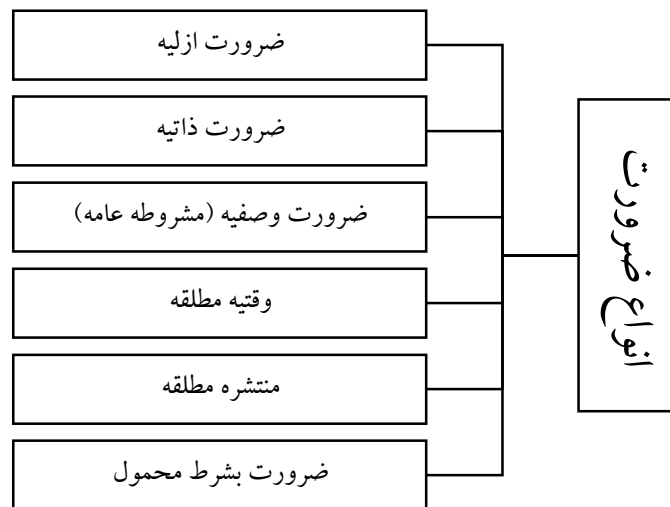 انواع ضرورت
ضرورت ازلیه
ضرورت ذاتیه
ضرورت وصفیه (مشروطه عامه)
وقتیه مطلقه
منتشره مطلقه
ضرورت بشرط محمول